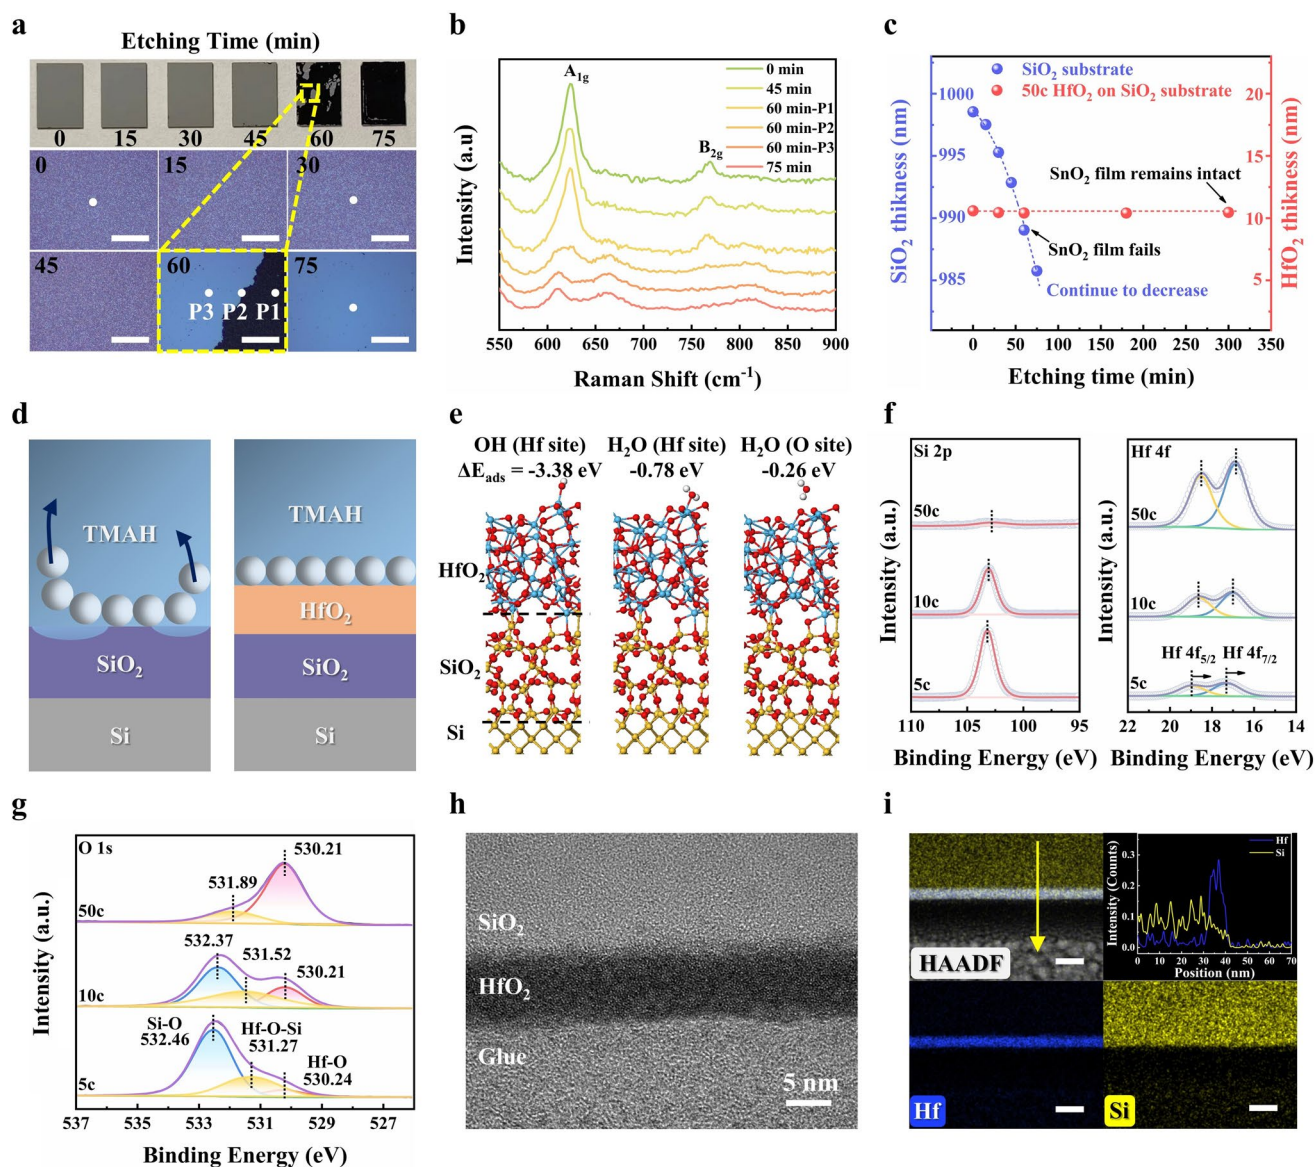 a
Etching Time (min)
0 15 30 45 60 75
0 15 30
45 60 75
P3 P2 P1
b
A1g
B2g
0 min
45 min
60 min-P1
60 min-P2
60 min-P3
75 min
Intensity (a.u)
550 600 650 700 750 800 850 900
Raman Shift (cm-1)
c
SiO2 substrate
50c HfO2 on SiO2 substrate
SnO2 film remains intact
SnO2 film fails
Continue to decrease
SiO2 thikness (nm)
1000
995
990
985
HfO2 thikness (nm)
20
15
10
5
0 50 100 150 200 250 300 350
Etching time (min)
d
TMAH
SiO2
Si
TMAH
HfO2
SiO2
Si
e
OH (Hf site) H2O (Hf site) H2O (O site)
ΔEads = -3.38 eV -0.78 eV -0.26 eV
HfO2
SiO2
Si
f
Si 2p
50c
10c
5c
Intensity (a.u.)
110 105 100 95
Binding Energy (eV)
Hf 4f
50c
10c
Hf 4f5/2 Hf 4f7/2
5c
Intensity (a.u.)
22 20 18 16 14
Binding Energy (eV)
g
O 1s
530.21
531.89
50c
532.37
531.52
530.21
10c
Si-O
532.46
Hf-O-Si
531.27
Hf-O
530.24
5c
Intensity (a.u.)
537 535 533 531 529 527
Binding Energy (eV)
h
SiO2
HfO2
Glue
5 nm
i
HAADF
Hf
Si
Intensity (Counts)
0.3
0.2
0.1
0.0
0 10 20 30 40 50 60 70
Position (nm)
Hf
Si